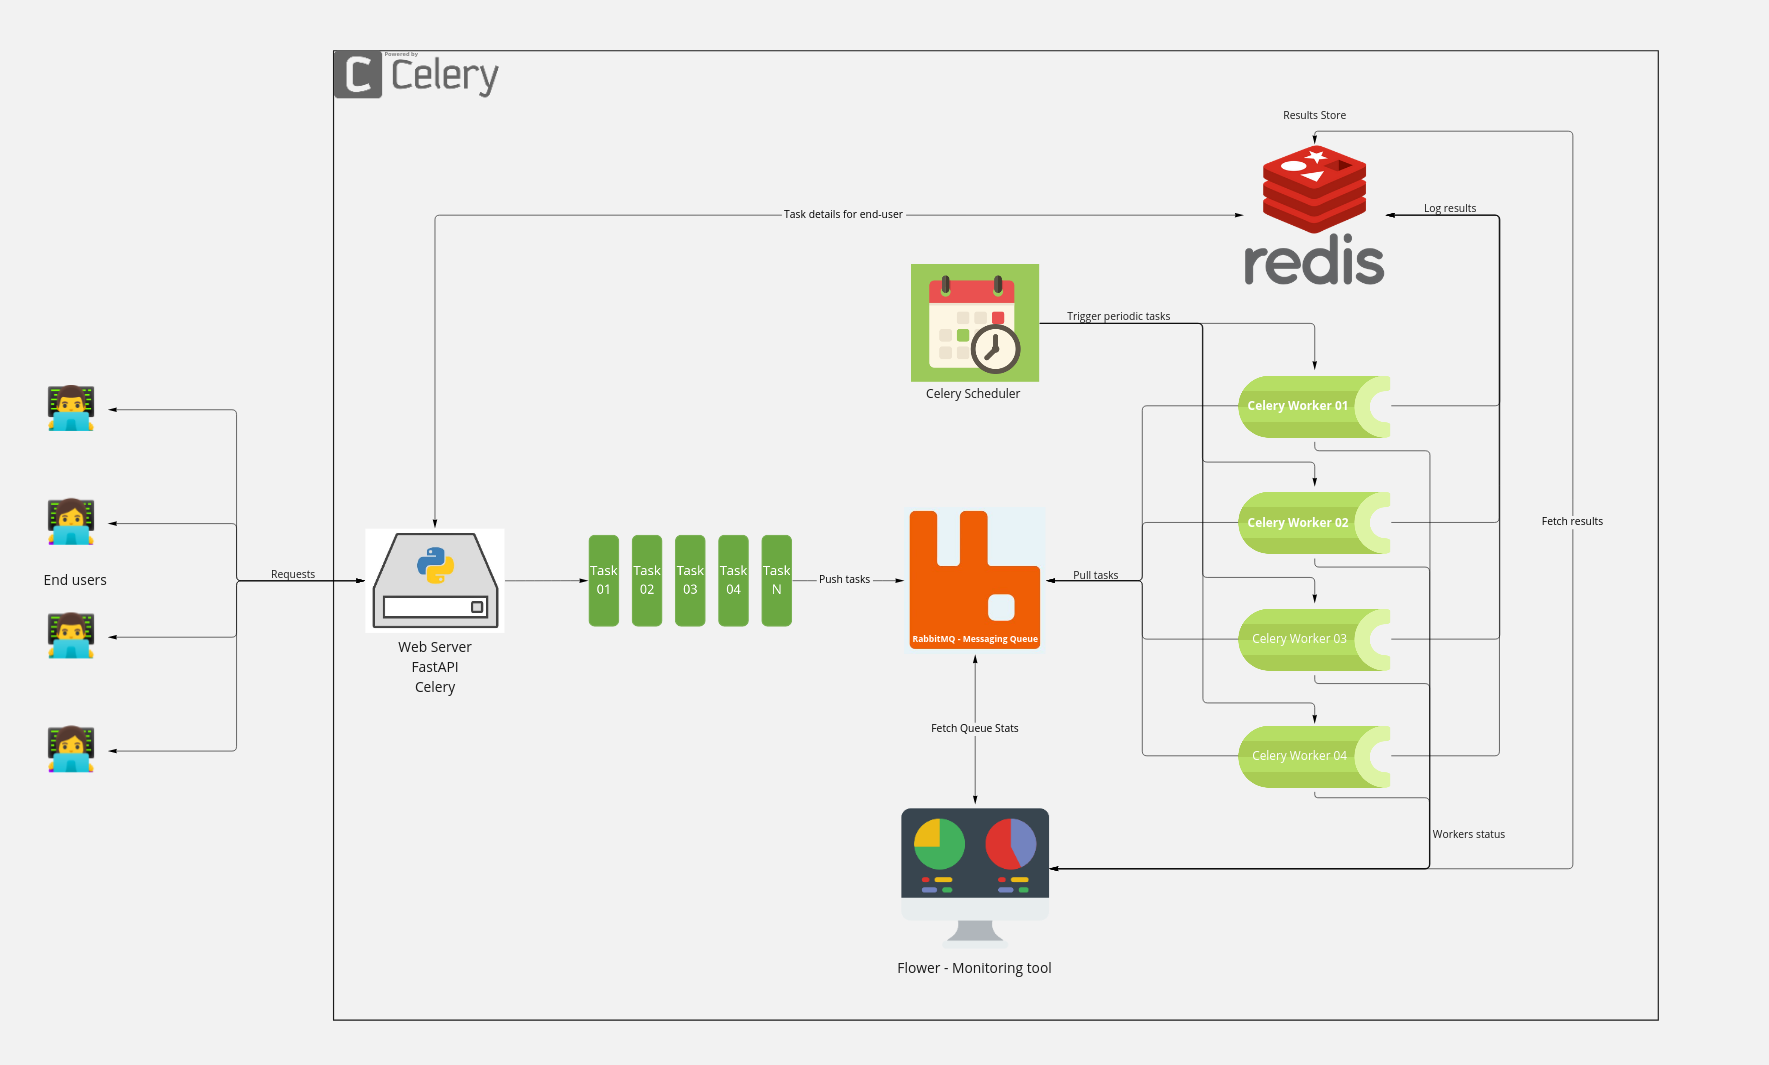 Powered by
C Celery
Results Store
Log results
Task details for end-user
redis
Trigger periodic tasks
Celery Scheduler
Celery Worker 01
Celery Worker 02
Fetch results
End users
Requests
Web Server
FastAPI
Celery
Task
01
Task
02
Task
03
Task
04
Task
N
Push tasks
RabbitMQ - Messaging Queue
Pull tasks
Celery Worker 03
Fetch Queue Stats
Celery Worker 04
Workers status
Flower - Monitoring tool